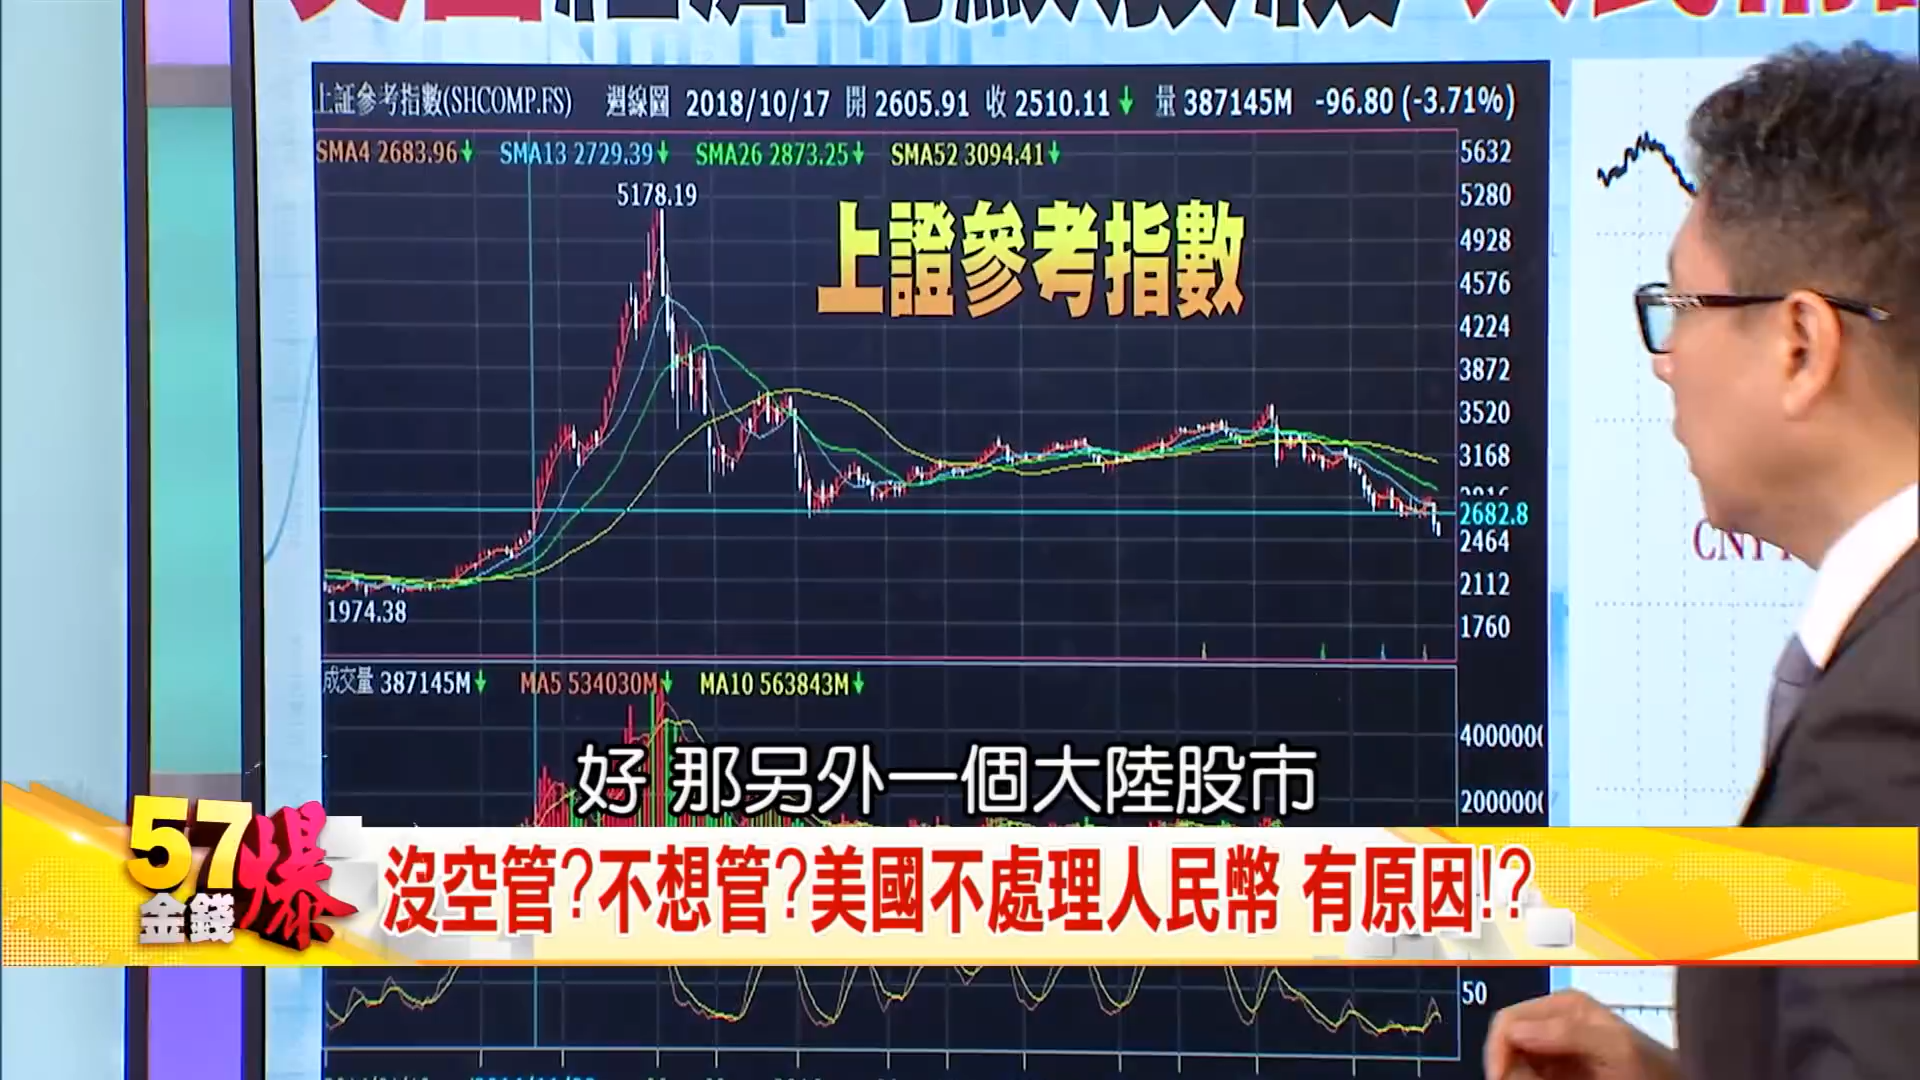 上証參考指數(SHCOMP.FS) 週線圖 2018/10/17 開 2605.91 收 2510.11↓ 量 387145M -96.80 (-3.71%)
SMA4 2683.96↓ SMA13 2729.39↓ SMA26 2873.25↓ SMA52 3094.41↓
5632
5178.19
5280
上證參考指數
4928
4576
4224
3872
3520
3168
2682.8
2464
2112
1974.38
1760
成交量 387145M↓ MA5 534030M↓ MA10 563843M↓
好 那另外一個大陸股市
57
金錢
爆
沒空管?不想管?美國不處理人民幣 有原因!?
50